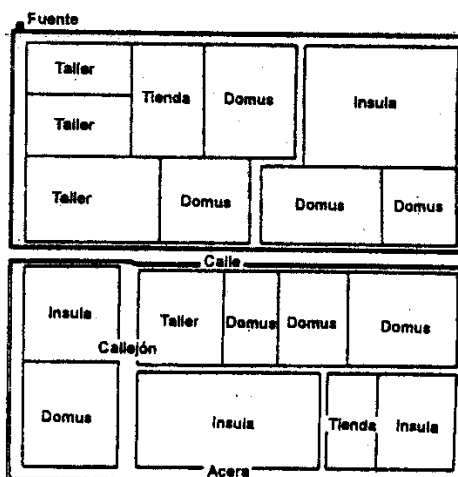 Fuente
Taller
Tienda
Domus
Insula
Taller
Taller
Domus
Domus
Domus
Calle
Insula
Taller
Domus
Domus
Domus
Callejón
Domus
Insula
Tienda
Insula
Acera